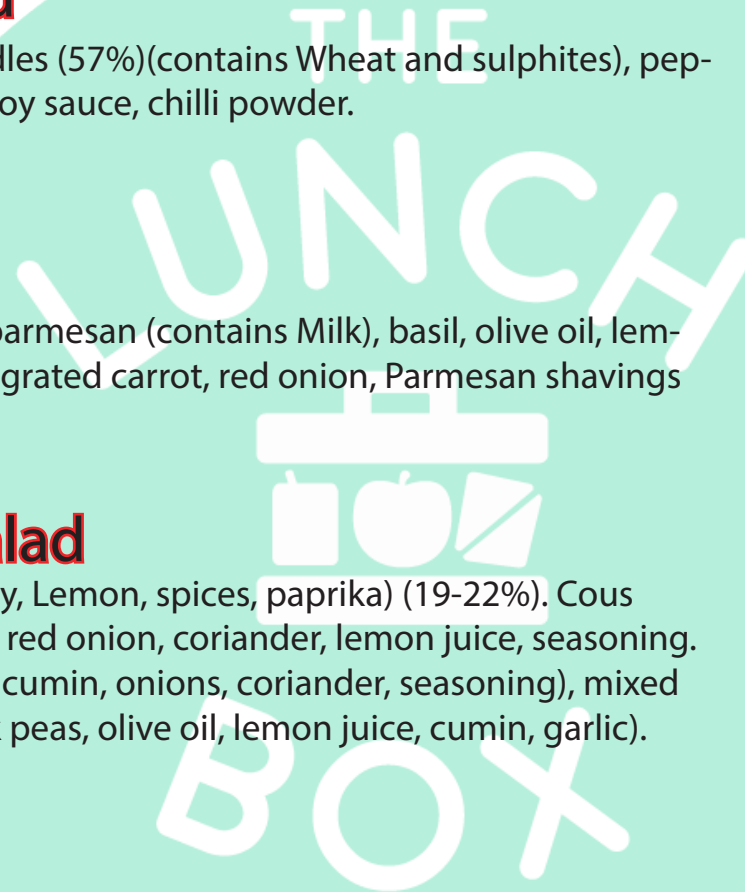 THE
dles (57%)(contains Wheat and sulphites), pep-
oy sauce, chilli powder.
LUNCH
parmesan (contains Milk), basil, olive oil, lem-
grated carrot, red onion, Parmesan shavings
alad
y, Lemon, spices, paprika) (19-22%). Cous
red onion, coriander, lemon juice, seasoning.
cumin, onions, coriander, seasoning), mixed
peas, olive oil, lemon juice, cumin, garlic).
BOX